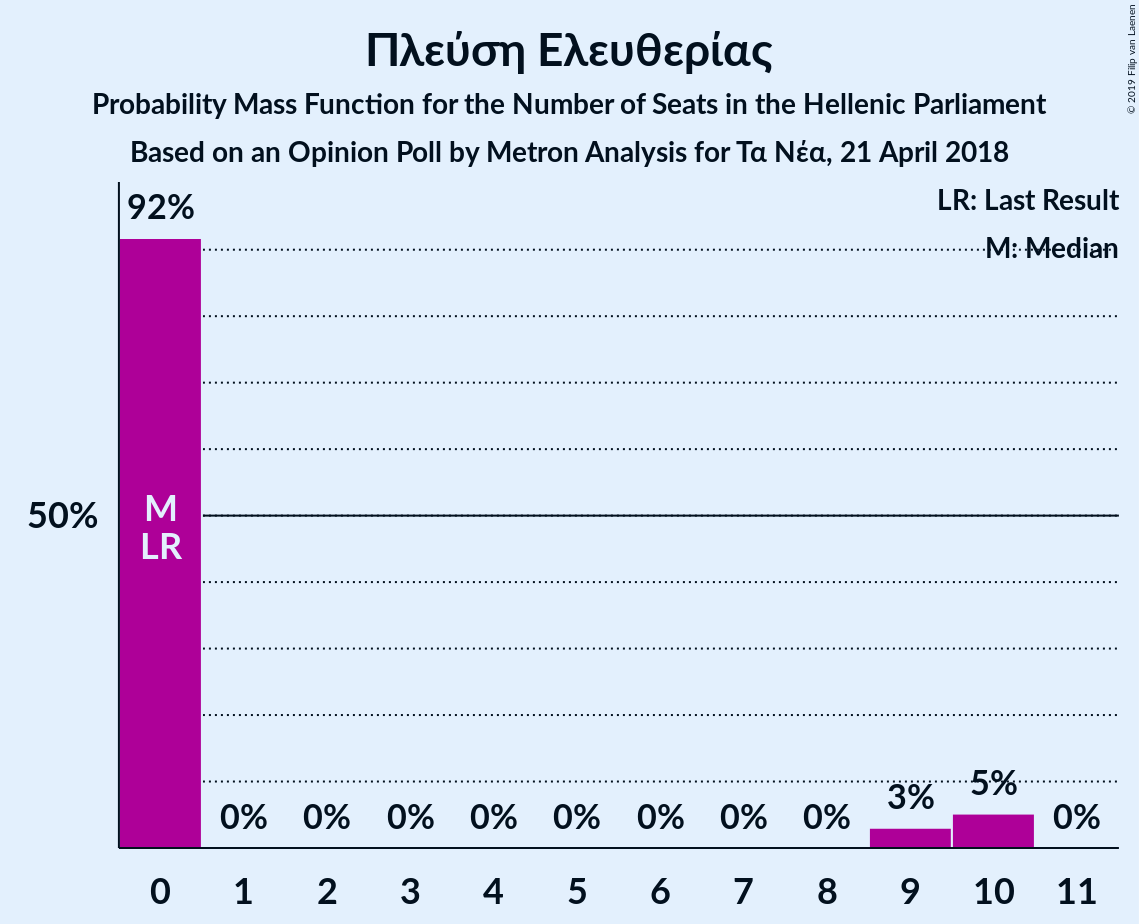 Πλεύση Ελευθερίας
Probability Mass Function for the Number of Seats in the Hellenic Parliament
Based on an Opinion Poll by Metron Analysis for Τα Νέα, 21 April 2018
© 2019 Filip van Laenen
LR: Last Result
M: Median
92%
50%
M
LR
0% 0% 0% 0% 0% 0% 0% 0% 3% 5% 0%
0 1 2 3 4 5 6 7 8 9 10 11